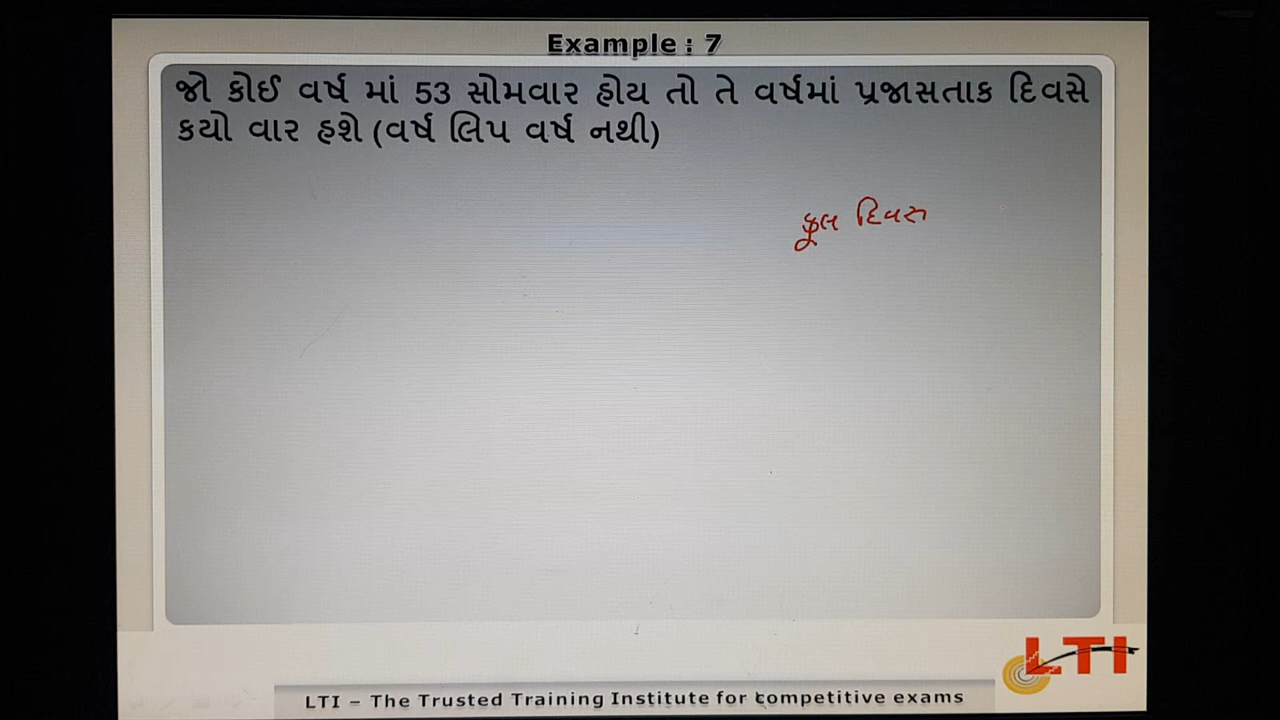 Example : 7
જો કોઈ વર્ષ માં 53 સોમવાર હોય તો તે વર્ષમાં પ્રજાસતાક દિવસે
કયો વાર હશે (વર્ષ લિપ વર્ષ નથી)
કુલ દિવસ
LTI
LTI – The Trusted Training Institute for competitive exams